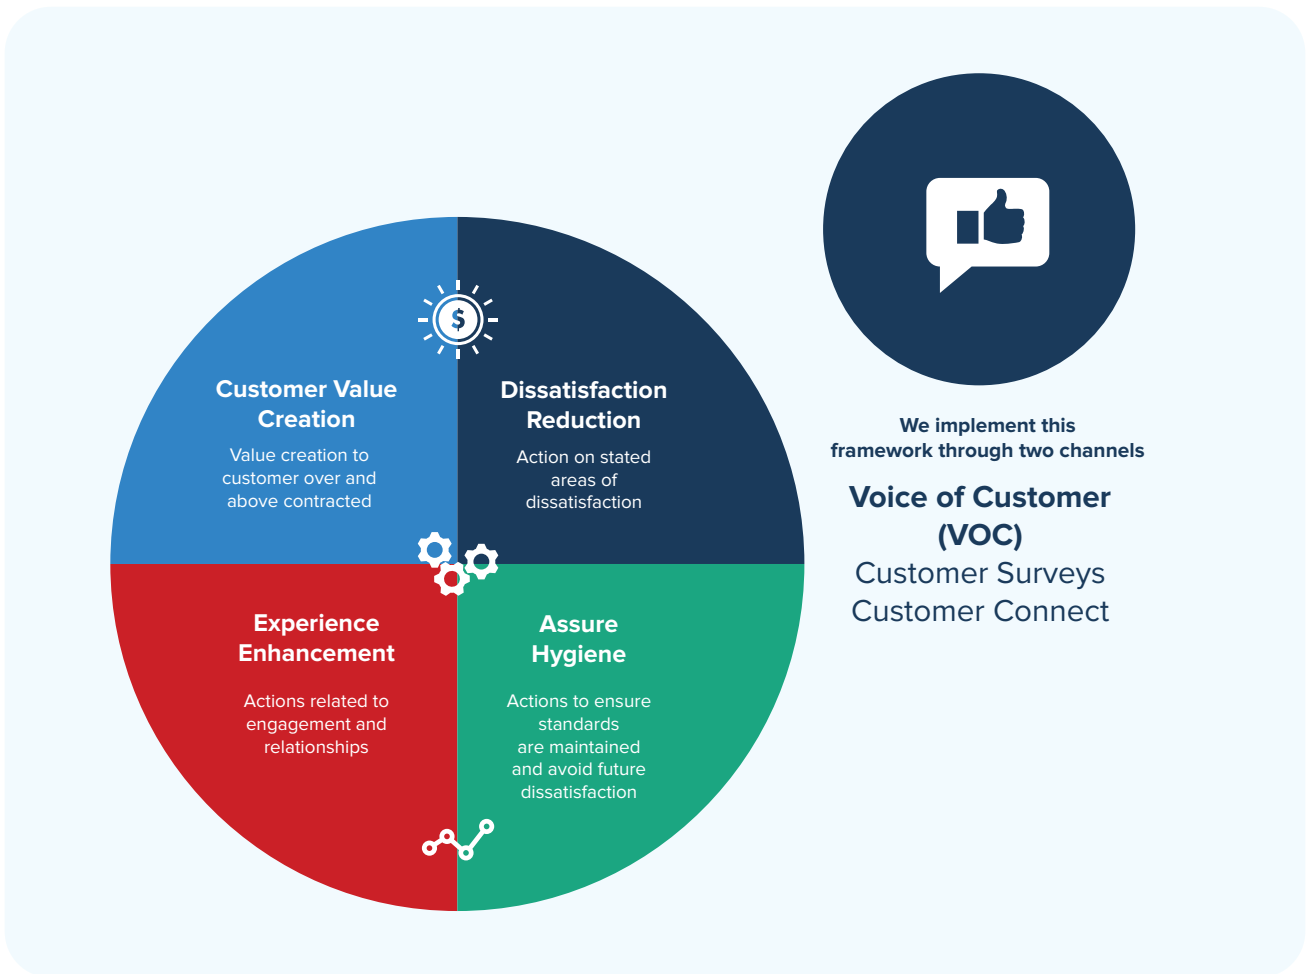 $
Customer Value
Creation
Value creation to
customer over and
above contracted
Dissatisfaction
Reduction
Action on stated
areas of
dissatisfaction
Experience
Enhancement
Actions related to
engagement and
relationships
Assure
Hygiene
Actions to ensure
standards
are maintained
and avoid future
dissatisfaction
We implement this
framework through two channels
Voice of Customer
(VOC)
Customer Surveys
Customer Connect